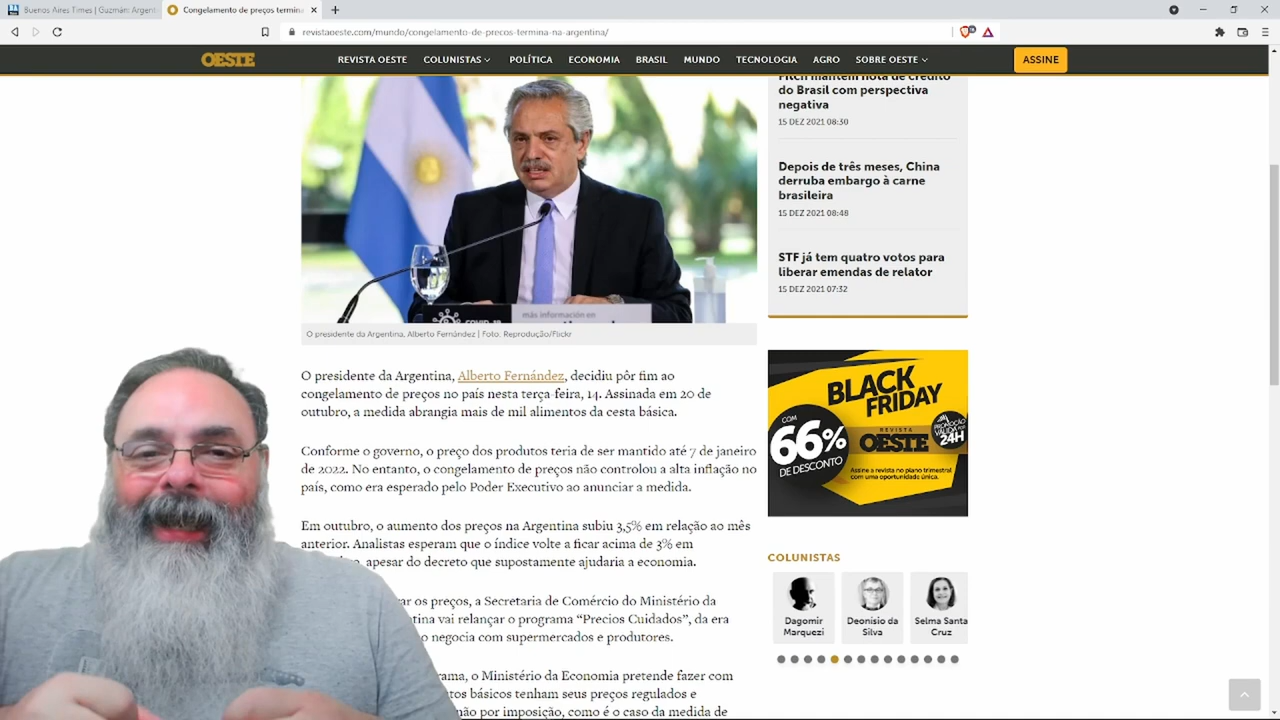 Buenos Aires Times | Guzmán: Argent
Congelamento de preços termina
revistaoeste.com/mundo/congelamento-de-precos-termina-na-argentina/
OESTE
REVISTA OESTE
COLUNISTAS
POLÍTICA
ECONOMIA
BRASIL
MUNDO
TECNOLOGIA
AGRO
SOBRE OESTE
ASSINE
más información en
O presidente da Argentina, Alberto Fernández | Foto: Reprodução/Flickr
O presidente da Argentina, Alberto Fernández, decidiu pôr fim ao
congelamento de preços no país nesta terça-feira, 14. Assinada em 20 de
outubro, a medida abrangia mais de mil alimentos da cesta básica.
Conforme o governo, o preço dos produtos teria de ser mantido até 7 de janeiro
de 2022. No entanto, o congelamento de preços não controlou a alta inflação no
país, como era esperado pelo Poder Executivo ao anunciar a medida.
Em outubro, o aumento dos preços na Argentina subiu 3,5% em relação ao mês
anterior. Analistas esperam que o índice volte a ficar acima de 3% em
apesar do decreto que supostamente ajudaria a economia.
os preços, a Secretaria de Comércio do Ministério da
vai relançar o programa “Precios Cuidados”, da era
negocia com supermercados e produtores.
o Ministério da Economia pretende fazer com
básicos tenham seus preços regulados e
não por imposição, como é o caso da medida de
Fitch mantém nota de crédito
do Brasil com perspectiva
negativa
15 DEZ 2021 08:30
Depois de três meses, China
derruba embargo à carne
brasileira
15 DEZ 2021 08:48
STF já tem quatro votos para
liberar emendas de relator
15 DEZ 2021 07:32
BLACK
FRIDAY
COM
66%
DE DESCONTO
REVISTA
OESTE
PROMOÇÃO
VÁLIDA POR
24H
Assine a revista no plano trimestral
com uma oportunidade única.
COLUNISTAS
Dagomir
Marquezi
Deonísio da
Silva
Selma Santa
Cruz